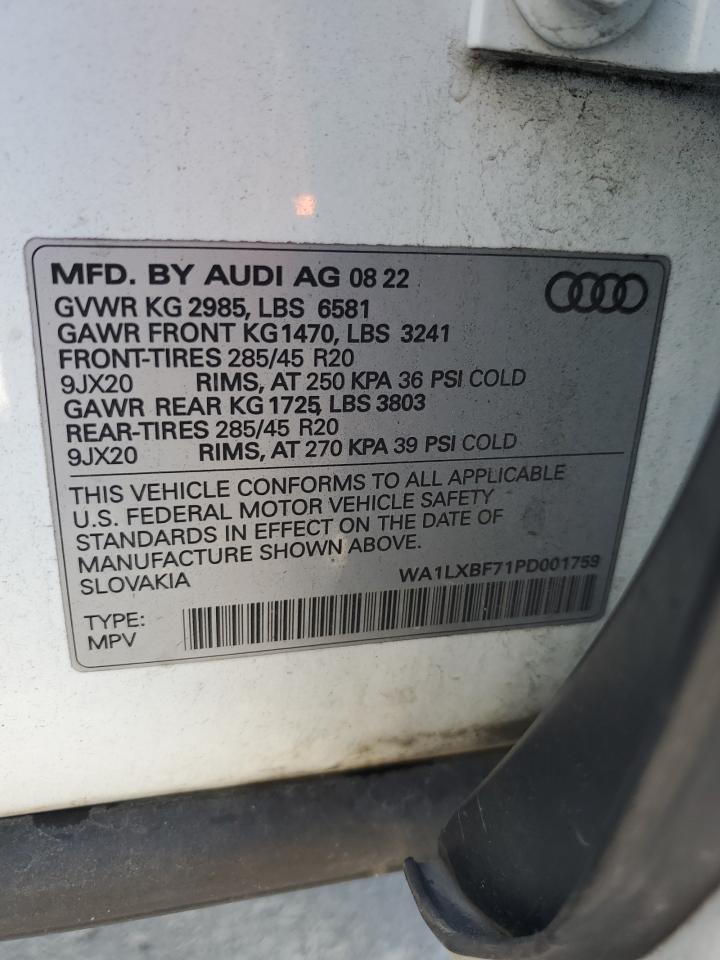 MFD. BY AUDI AG 08 22
GVWR KG 2985, LBS 6581
GAWR FRONT KG1470, LBS 3241
FRONT-TIRES 285/45 R20
9JX20 RIMS, AT 250 KPA 36 PSI COLD
GAWR REAR KG 1725, LBS 3803
REAR-TIRES 285/45 R20
9JX20 RIMS, AT 270 KPA 39 PSI COLD
THIS VEHICLE CONFORMS TO ALL APPLICABLE
U.S. FEDERAL MOTOR VEHICLE SAFETY
STANDARDS IN EFFECT ON THE DATE OF
MANUFACTURE SHOWN ABOVE.
SLOVAKIA WA1LXBF71PD001759
TYPE:
MPV